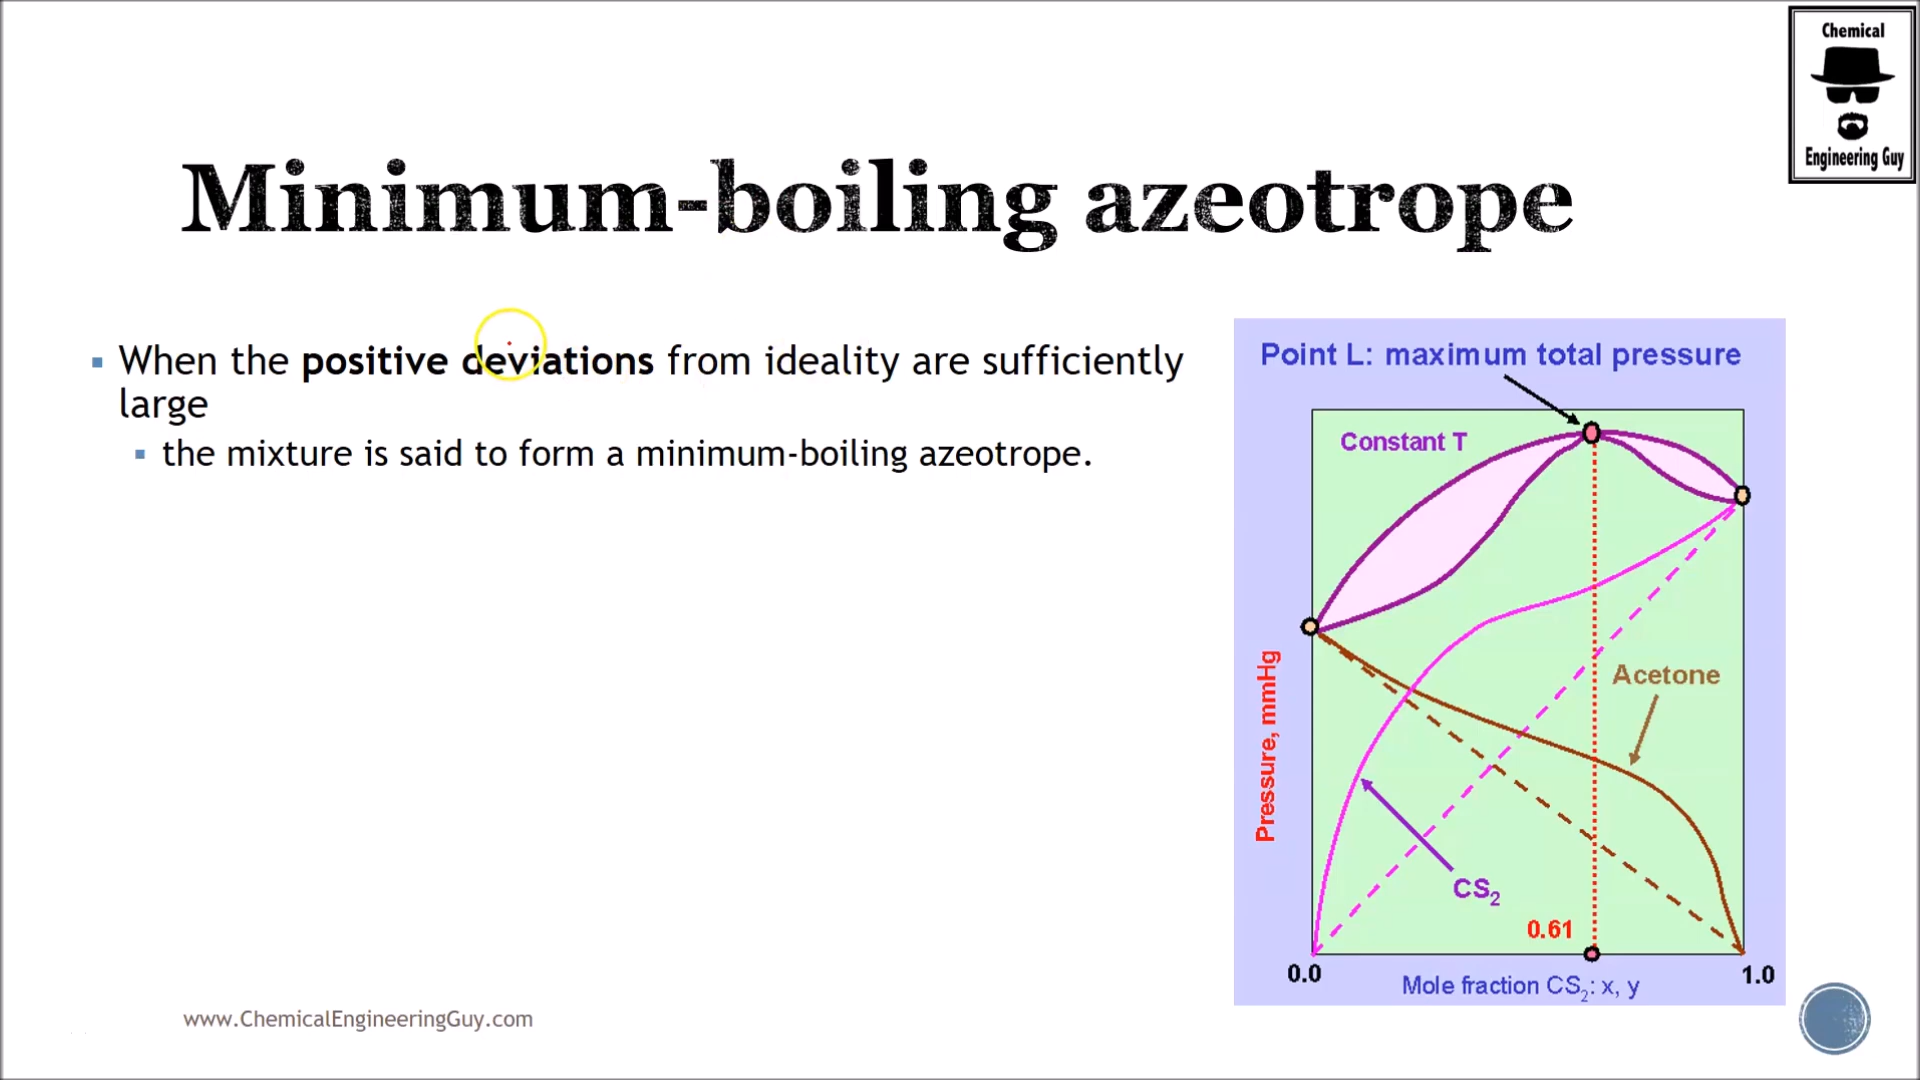 Chemical
Engineering Guy
Minimum-boiling azeotrope
When the positive deviations from ideality are sufficiently
large
the mixture is said to form a minimum-boiling azeotrope.
Point L: maximum total pressure
Constant T
Pressure, mmHg
Acetone
CS₂
0.61
0.0
1.0
Mole fraction CS₂: x, y
www.ChemicalEngineeringGuy.com